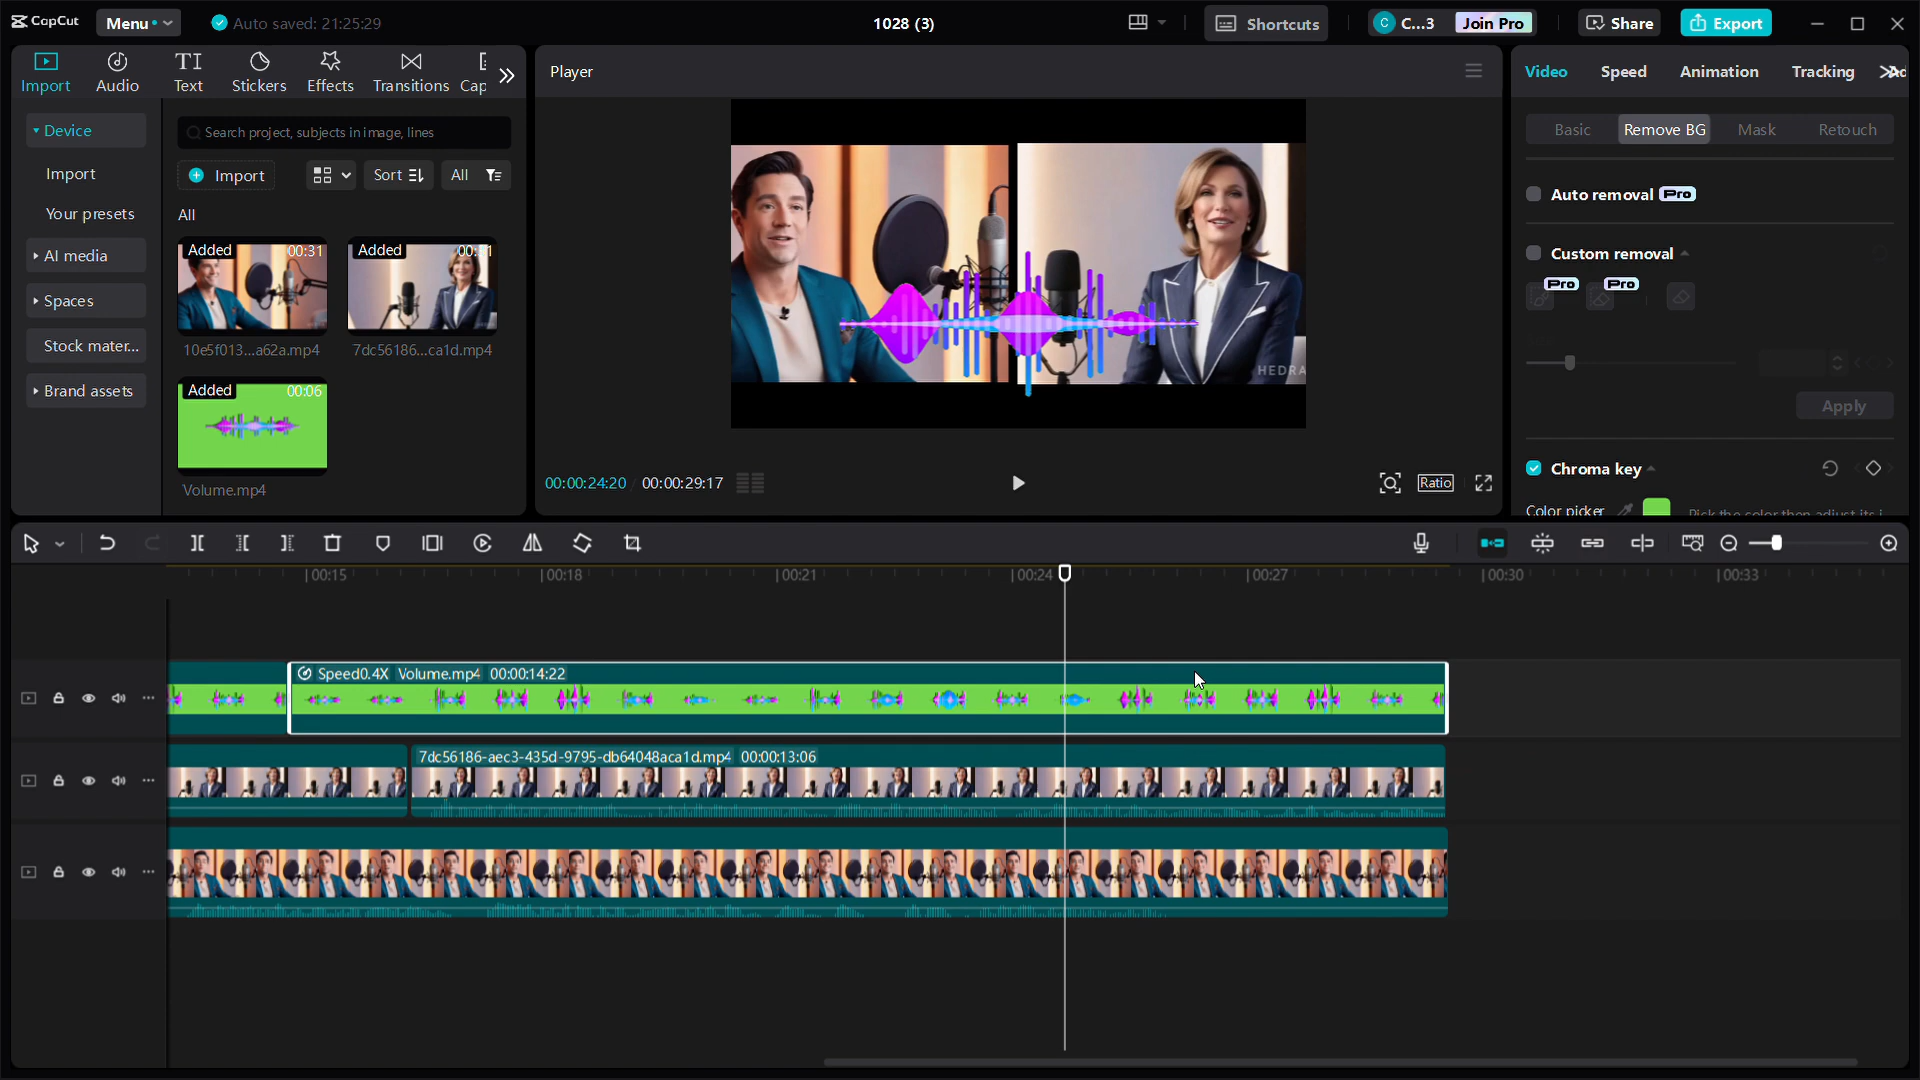 CapCut
Menu
Auto saved: 21:25:29
1028 (3)
Shortcuts
C
C...3
Join Pro
Share
Export
Import
Audio
Text
Stickers
Effects
Transitions
Cap
Player
Video
Speed
Animation
Tracking
Device
Import
Your presets
AI media
Spaces
Stock mater...
Brand assets
Search project, subjects in image, lines
Import
Sort
All
All
Added
00:31
10e5f013...a62a.mp4
Added
7dc56186...ca1d.mp4
Added
00:06
Volume.mp4
HEDRA
00:00:24:20 / 00:00:29:17
Ratio
Basic
Remove BG
Mask
Retouch
Auto removal Pro
Custom removal
Pro
Pro
Apply
Chroma key
Color picker
Pick the color then adjust its i
00:15
00:18
00:21
00:24
00:27
00:30
00:33
Speed0.4X Volume.mp4 00:00:14:22
7dc56186-aec3-435d-9795-db64048aca1d.mp4 00:00:13:06